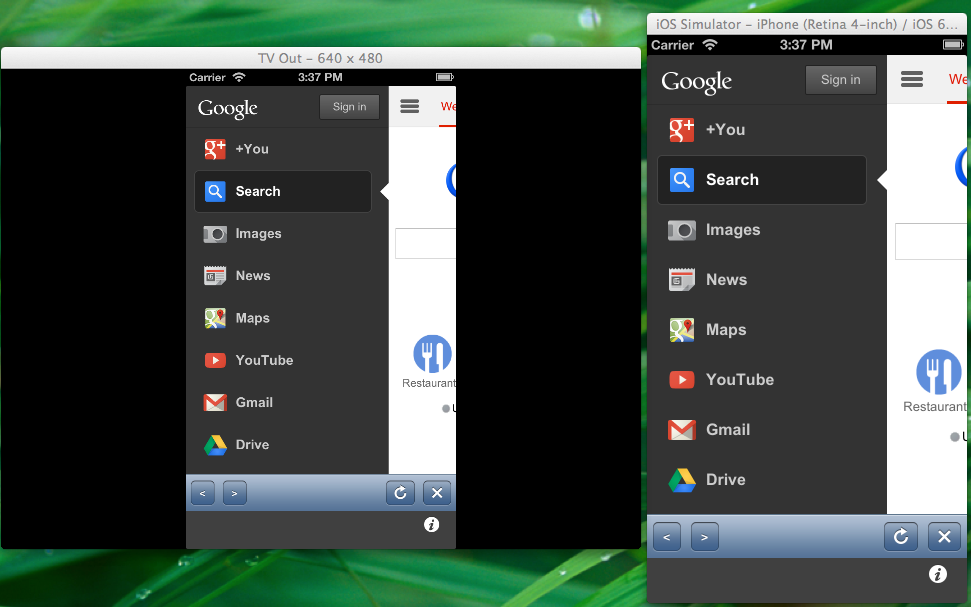 TV Out – 640 x 480
Carrier 3:37 PM
Google Sign in We
+You
Search
Images
News
Maps
YouTube
Restaurant
Gmail
U
Drive
< >
iOS Simulator – iPhone (Retina 4-inch) / iOS 6...
Carrier 3:37 PM
Google Sign in We
+You
Search
Images
News
Maps
YouTube
Restaurant
Gmail
U
Drive
< >